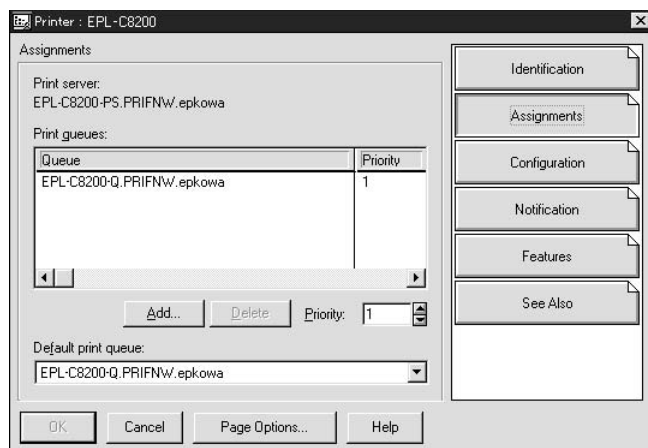 Printer : EPL-C8200
Assignments
Print server:
EPL-C8200-PS.PRIFNW.epkowa
Print queues:
Queue Priority
EPL-C8200-Q.PRIFNW.epkowa 1
Add... Delete Priority: 1
Default print queue:
EPL-C8200-Q.PRIFNW.epkowa
OK Cancel Page Options... Help
Identification
Assignments
Configuration
Notification
Features
See Also